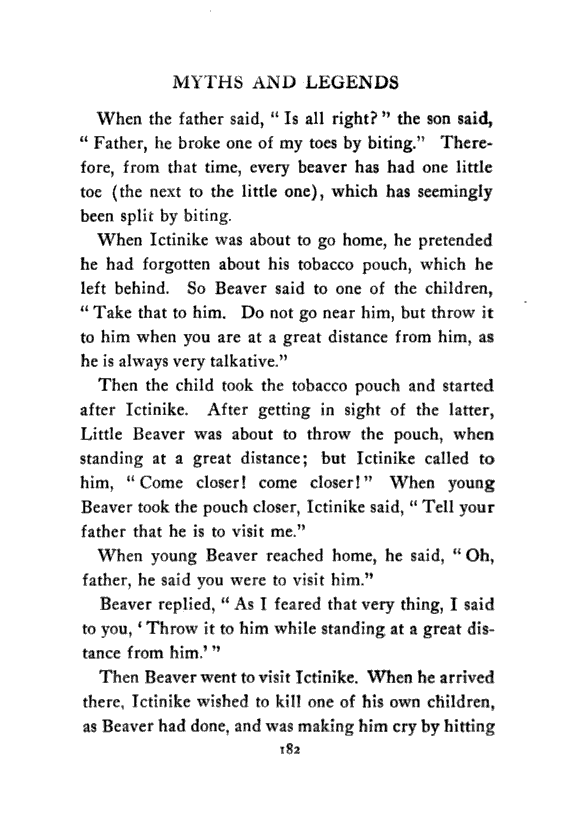 MYTHS AND LEGENDS
When the father said, “ Is all right? ” the son said,
“ Father, he broke one of my toes by biting.” There-
fore, from that time, every beaver has had one little
toe (the next to the little one), which has seemingly
been split by biting.
When Ictinike was about to go home, he pretended
he had forgotten about his tobacco pouch, which he
left behind. So Beaver said to one of the children,
“ Take that to him. Do not go near him, but throw it
to him when you are at a great distance from him, as
he is always very talkative.”
Then the child took the tobacco pouch and started
after Ictinike. After getting in sight of the latter,
Little Beaver was about to throw the pouch, when
standing at a great distance; but Ictinike called to
him, “ Come closer! come closer! ” When young
Beaver took the pouch closer, Ictinike said, “ Tell your
father that he is to visit me.”
When young Beaver reached home, he said, “ Oh,
father, he said you were to visit him.”
Beaver replied, “ As I feared that very thing, I said
to you, ‘ Throw it to him while standing at a great dis-
tance from him.’ ”
Then Beaver went to visit Ictinike. When he arrived
there, Ictinike wished to kill one of his own children,
as Beaver had done, and was making him cry by hitting
182